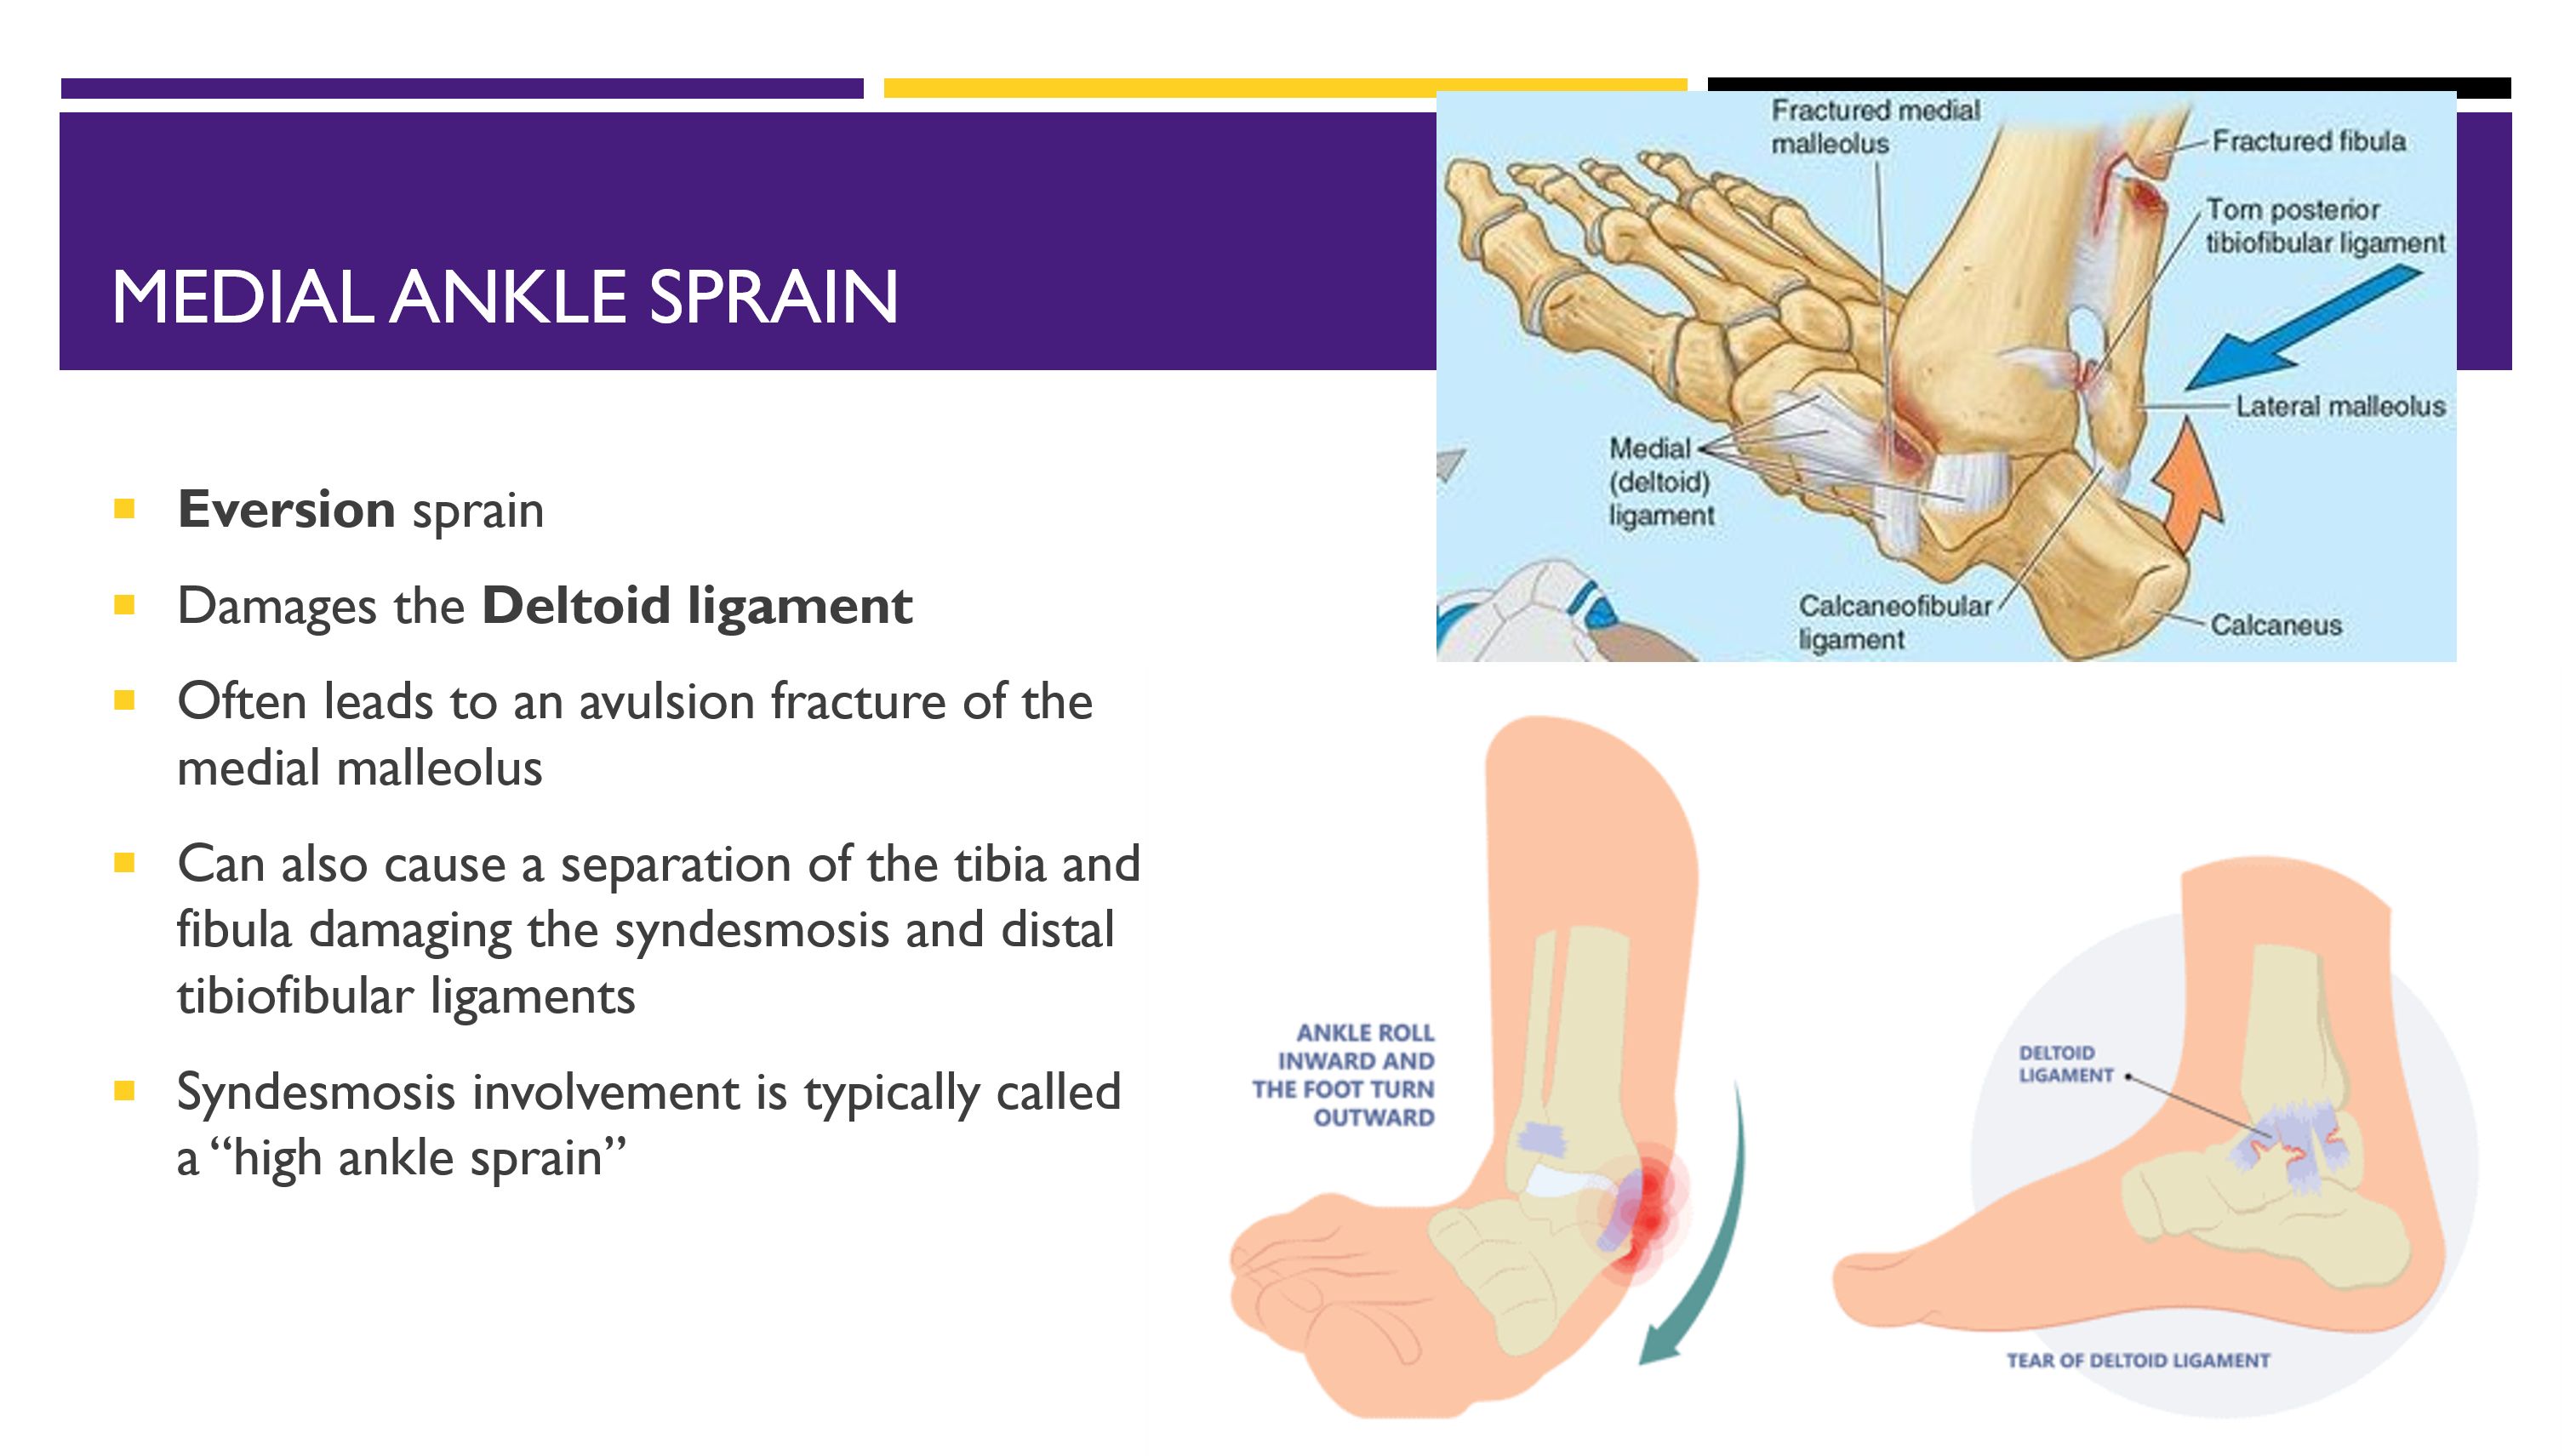 MEDIAL ANKLE SPRAIN
Eversion sprain
Damages the Deltoid ligament
Often leads to an avulsion fracture of the
medial malleolus
Can also cause a separation of the tibia and
fibula damaging the syndesmosis and distal
tibiofibular ligaments
Syndesmosis involvement is typically called
a “high ankle sprain”
Fractured medial
malleolus
Fractured fibula
Torn posterior
tibiofibular ligament
Lateral malleolus
Medial
(deltoid)
ligament
Calcaneofibular
ligament
Calcaneus
ANKLE ROLL
INWARD AND
THE FOOT TURN
OUTWARD
DELTOID
LIGAMENT
TEAR OF DELTOID LIGAMENT